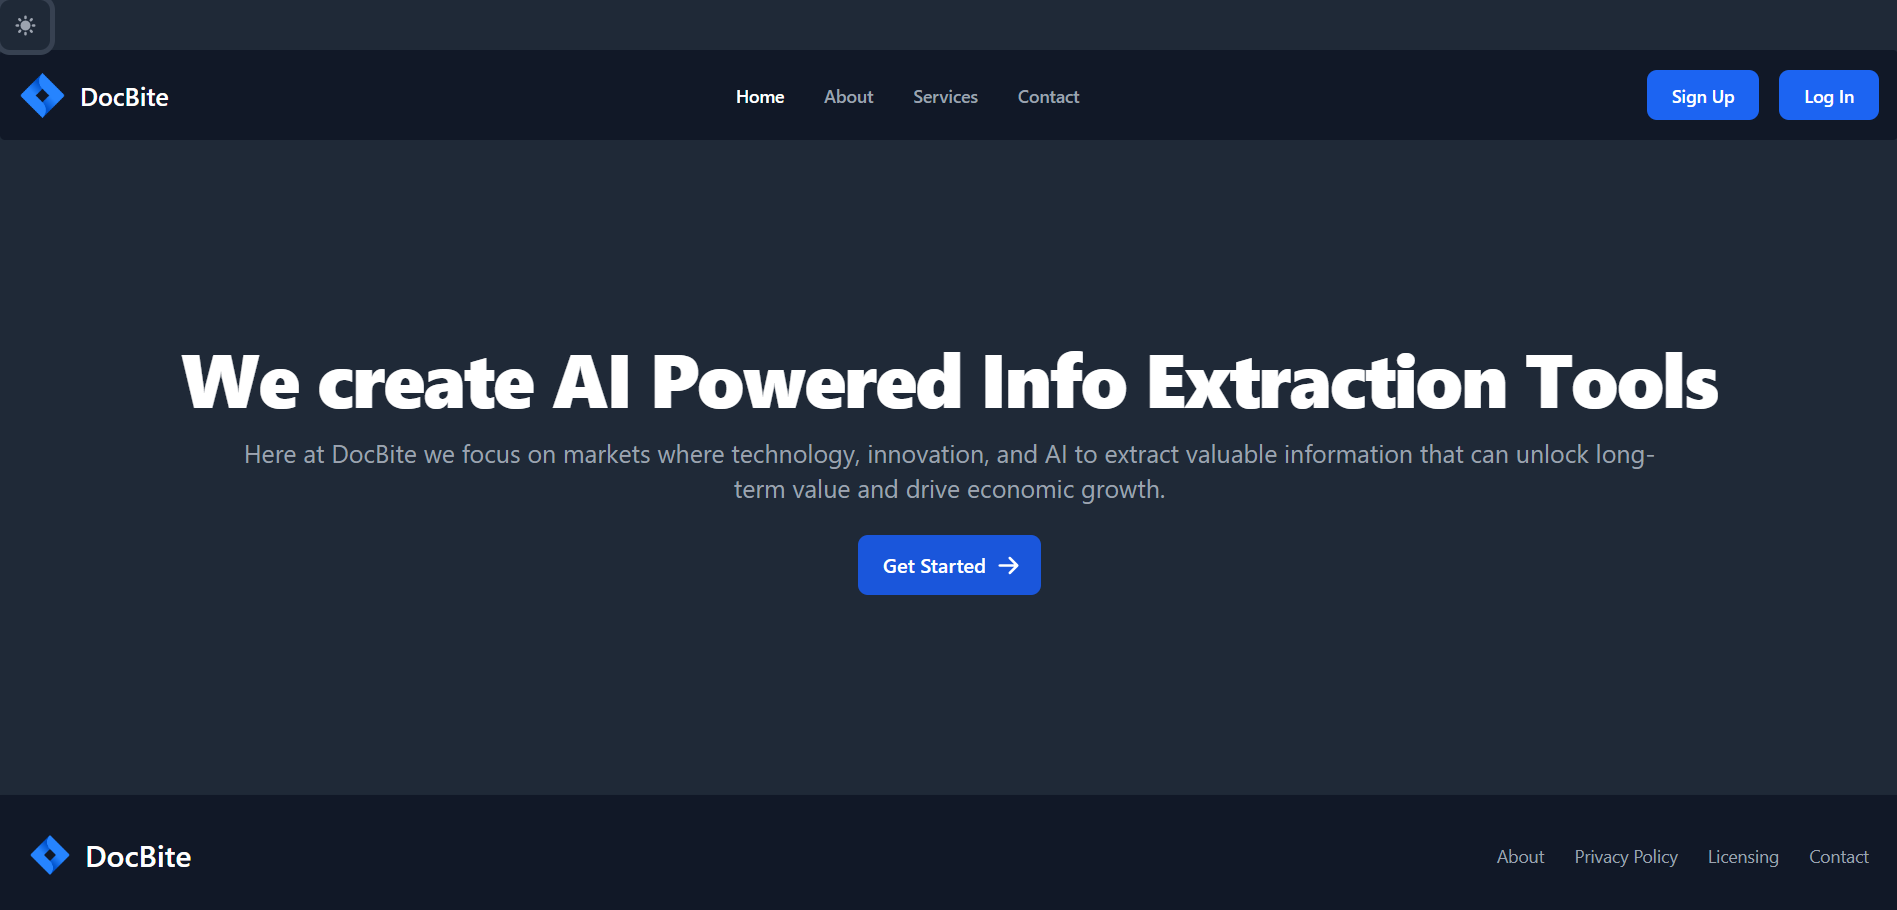 DocBite
Home
About
Services
Contact
Sign Up
Log In
We create AI Powered Info Extraction Tools
Here at DocBite we focus on markets where technology, innovation, and AI to extract valuable information that can unlock long-
term value and drive economic growth.
Get Started
DocBite
About
Privacy Policy
Licensing
Contact